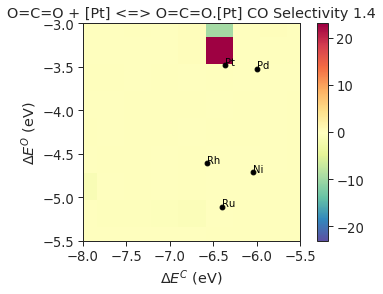 O=C=O + [Pt] <=> O=C=O.[Pt] CO Selectivity 1.4
−3.0
−3.5
−4.0
−4.5
−5.0
−5.5
ΔE^O (eV)
Pt
Pd
Rh
Ni
Ru
−8.0 −7.5 −7.0 −6.5 −6.0 −5.5
ΔE^C (eV)
20
10
0
−10
−20